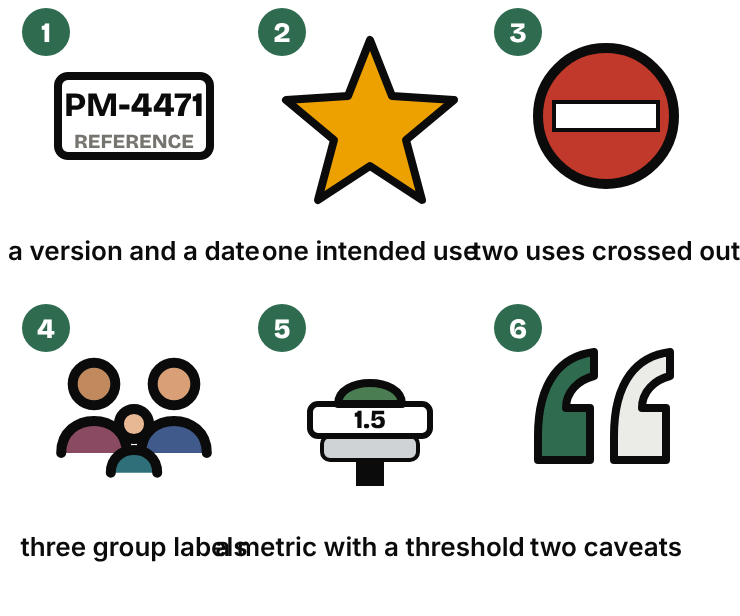 1
2
3
PM-4471
REFERENCE
a version and a date
one intended use
two uses crossed out
4
5
6
1.5
three group labels
a metric with a threshold
two caveats